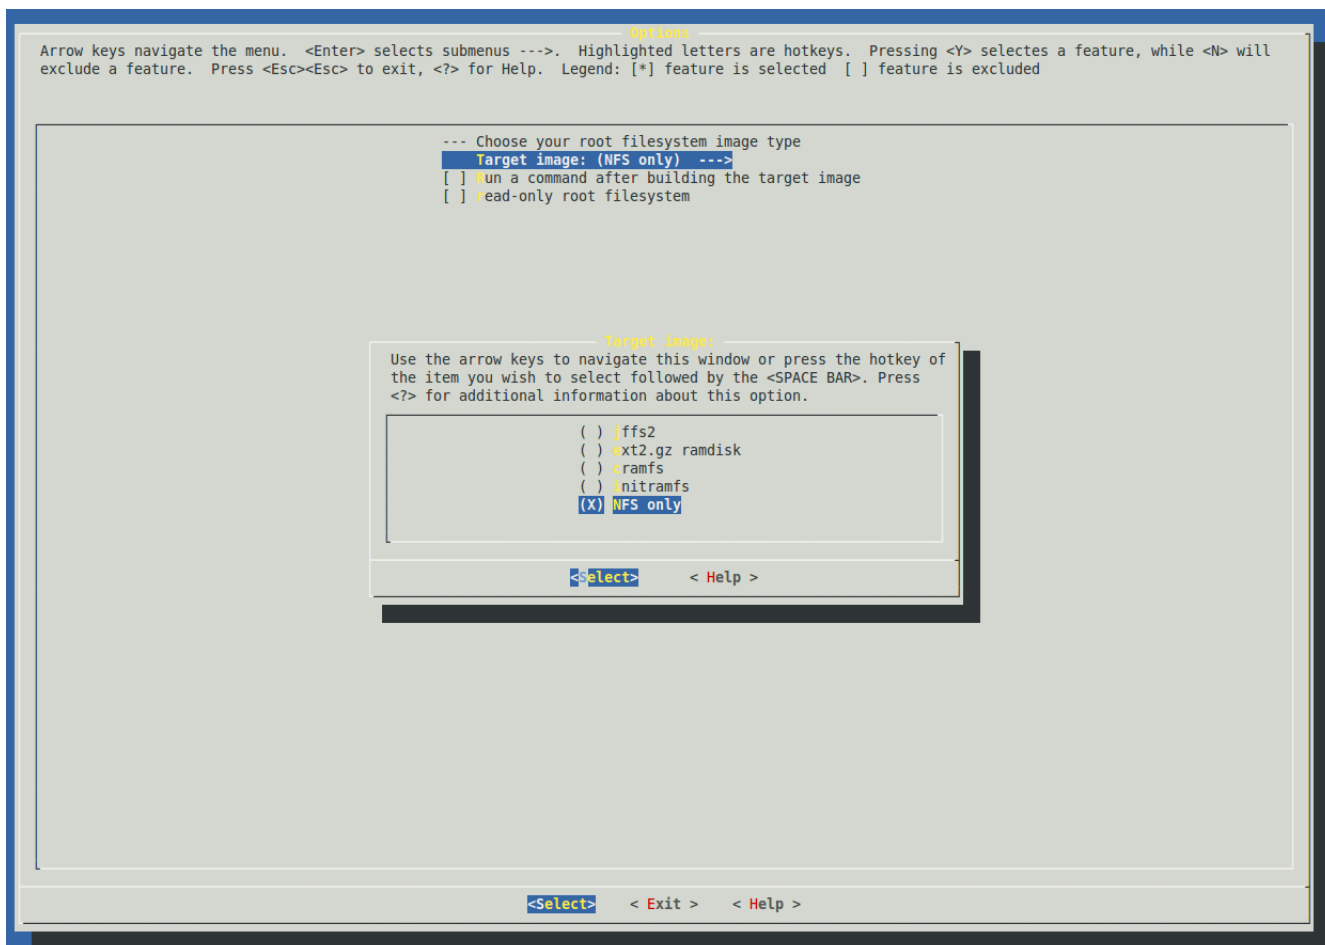 Options
Arrow keys navigate the menu.  <Enter> selects submenus --->.  Highlighted letters are hotkeys.  Pressing <Y> selectes a feature, while <N> will
exclude a feature.  Press <Esc><Esc> to exit, <?> for Help.  Legend: [*] feature is selected  [ ] feature is excluded
--- Choose your root filesystem image type
Target image: (NFS only)  --->
[ ] Run a command after building the target image
[ ] read-only root filesystem
Target image:
Use the arrow keys to navigate this window or press the hotkey of
the item you wish to select followed by the <SPACE BAR>. Press
<?> for additional information about this option.
( ) jffs2
( ) ext2.gz ramdisk
( ) cramfs
( ) initramfs
(X) NFS only
<Select>      < Help >
<Select>    < Exit >    < Help >